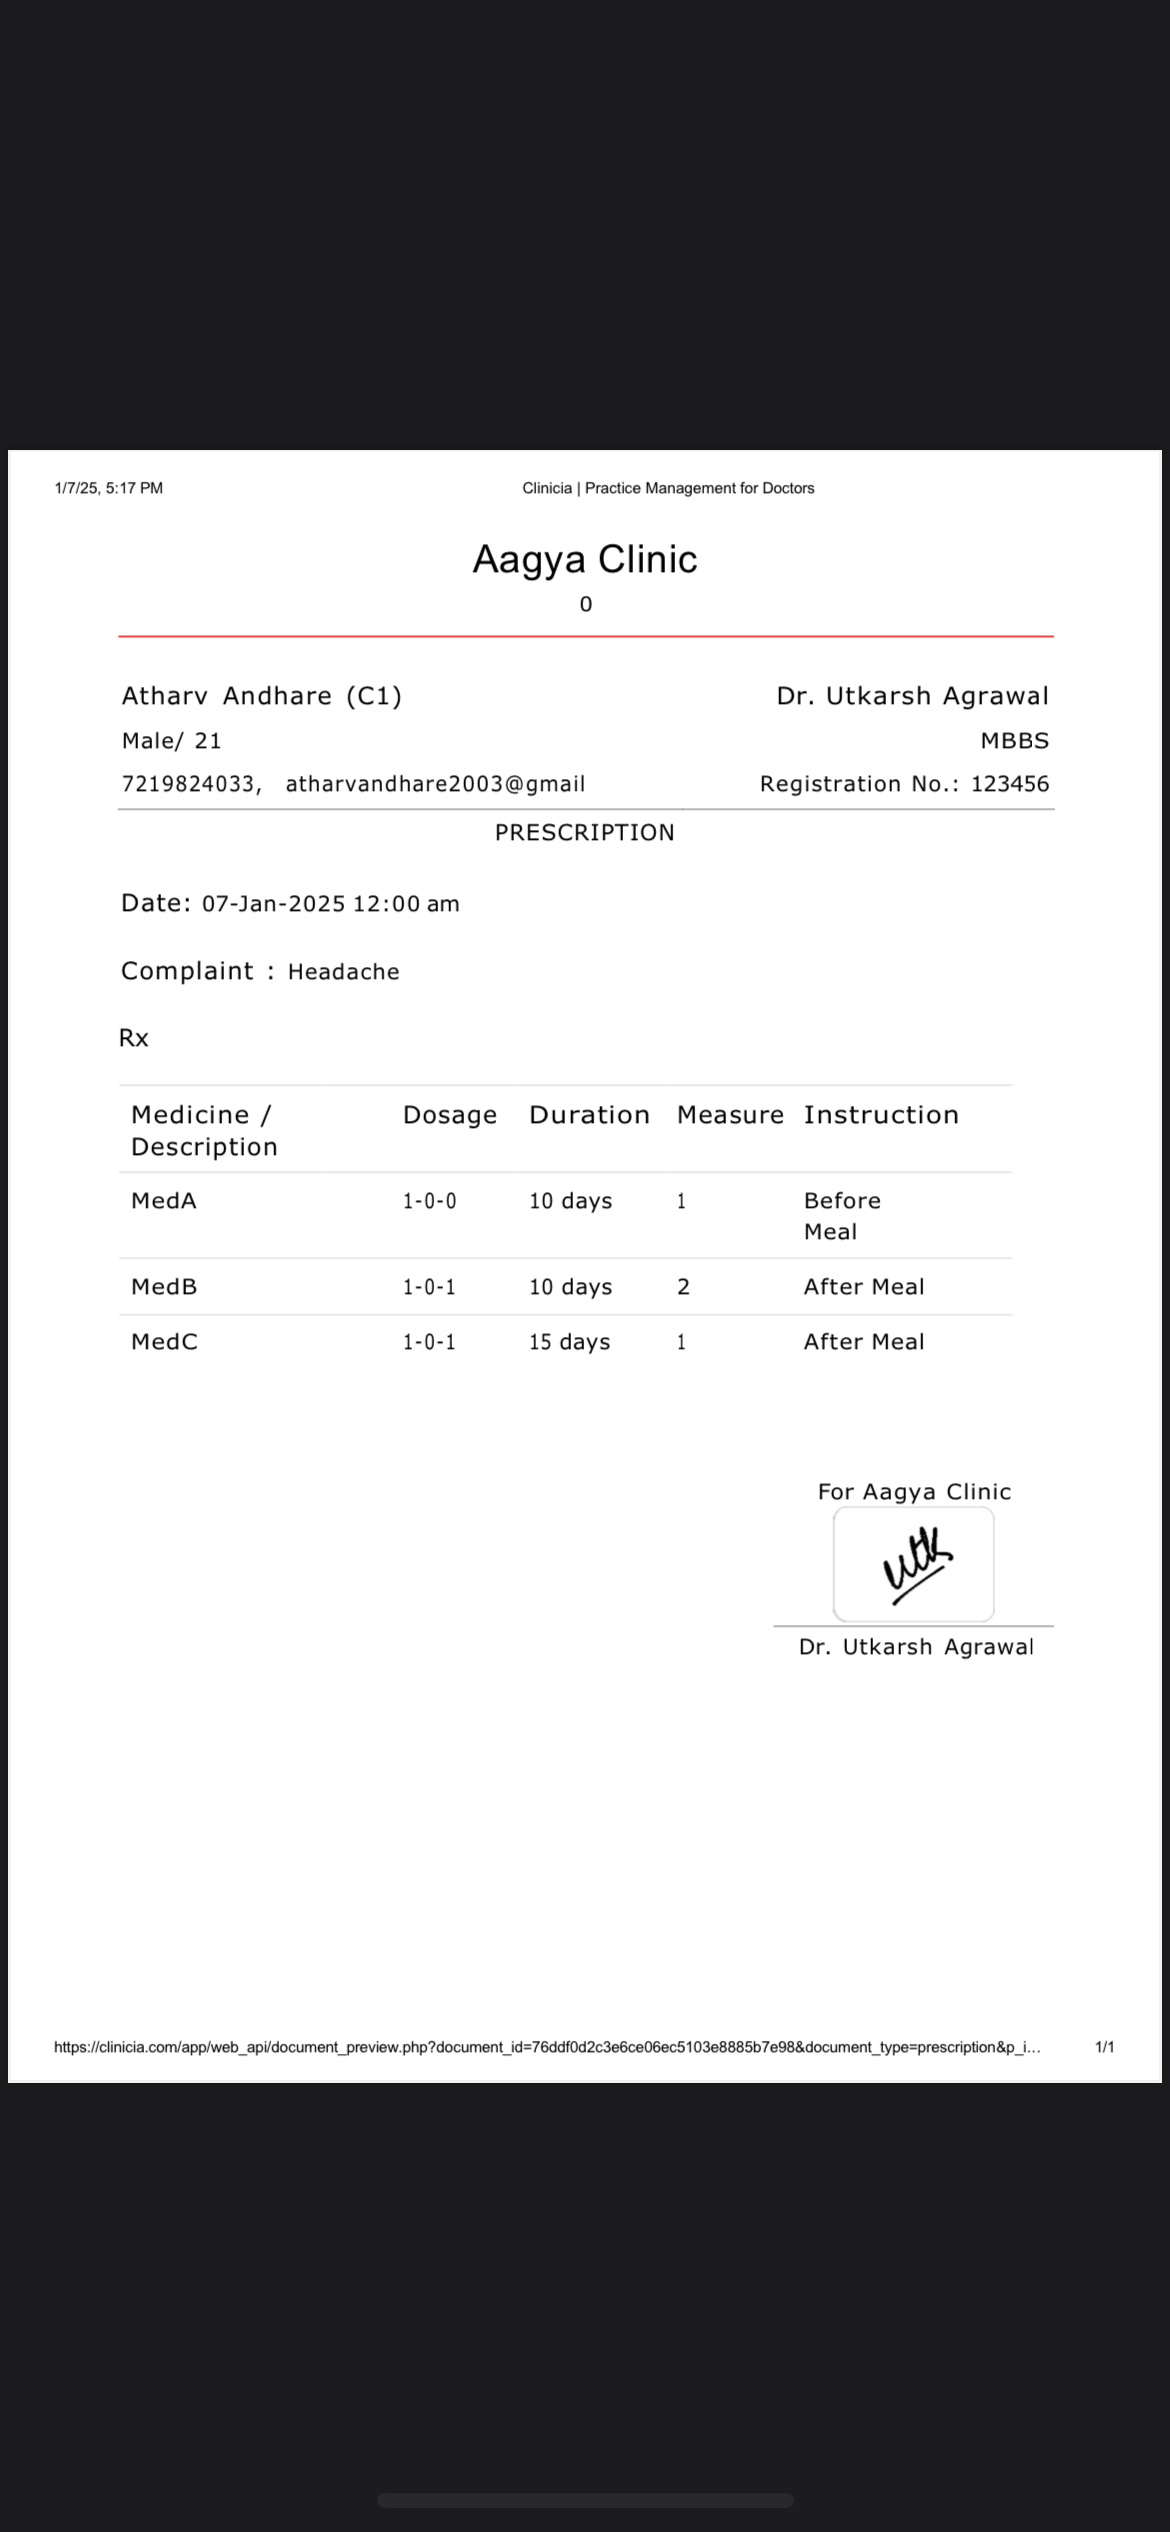 1/7/25, 5:17 PM Clinicia | Practice Management for Doctors
Aagya Clinic
0
Atharv Andhare (C1) Dr. Utkarsh Agrawal
Male/ 21 MBBS
7219824033, atharvandhare2003@gmail Registration No.: 123456
PRESCRIPTION
Date: 07-Jan-2025 12:00 am
Complaint : Headache
Rx
Medicine / Dosage Duration Measure Instruction
Description
MedA 1-0-0 10 days 1 Before
Meal
MedB 1-0-1 10 days 2 After Meal
MedC 1-0-1 15 days 1 After Meal
For Aagya Clinic
utk
Dr. Utkarsh Agrawal
https://clinicia.com/app/web_api/document_preview.php?document_id=76ddf0d2c3e6ce06ec5103e8885b7e98&document_type=prescription&p_i... 1/1